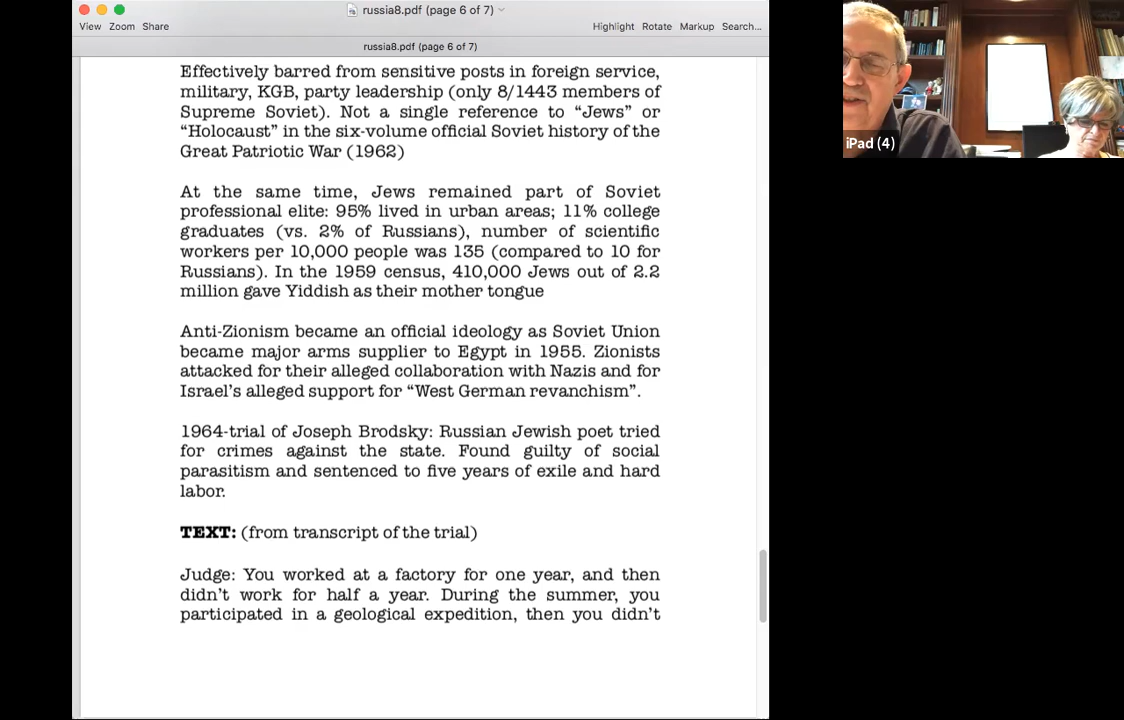 russia8.pdf (page 6 of 7)
View Zoom Share
Highlight Rotate Markup Search...
russia8.pdf (page 6 of 7)
Effectively barred from sensitive posts in foreign service,
military, KGB, party leadership (only 8/1443 members of
Supreme Soviet). Not a single reference to “Jews” or
“Holocaust” in the six-volume official Soviet history of the
Great Patriotic War (1962)
At the same time, Jews remained part of Soviet
professional elite: 95% lived in urban areas; 11% college
graduates (vs. 2% of Russians), number of scientific
workers per 10,000 people was 135 (compared to 10 for
Russians). In the 1959 census, 410,000 Jews out of 2.2
million gave Yiddish as their mother tongue
Anti-Zionism became an official ideology as Soviet Union
became major arms supplier to Egypt in 1955. Zionists
attacked for their alleged collaboration with Nazis and for
Israel’s alleged support for “West German revanchism”.
1964-trial of Joseph Brodsky: Russian Jewish poet tried
for crimes against the state. Found guilty of social
parasitism and sentenced to five years of exile and hard
labor.
TEXT: (from transcript of the trial)
Judge: You worked at a factory for one year, and then
didn’t work for half a year. During the summer, you
participated in a geological expedition, then you didn’t
iPad (4)